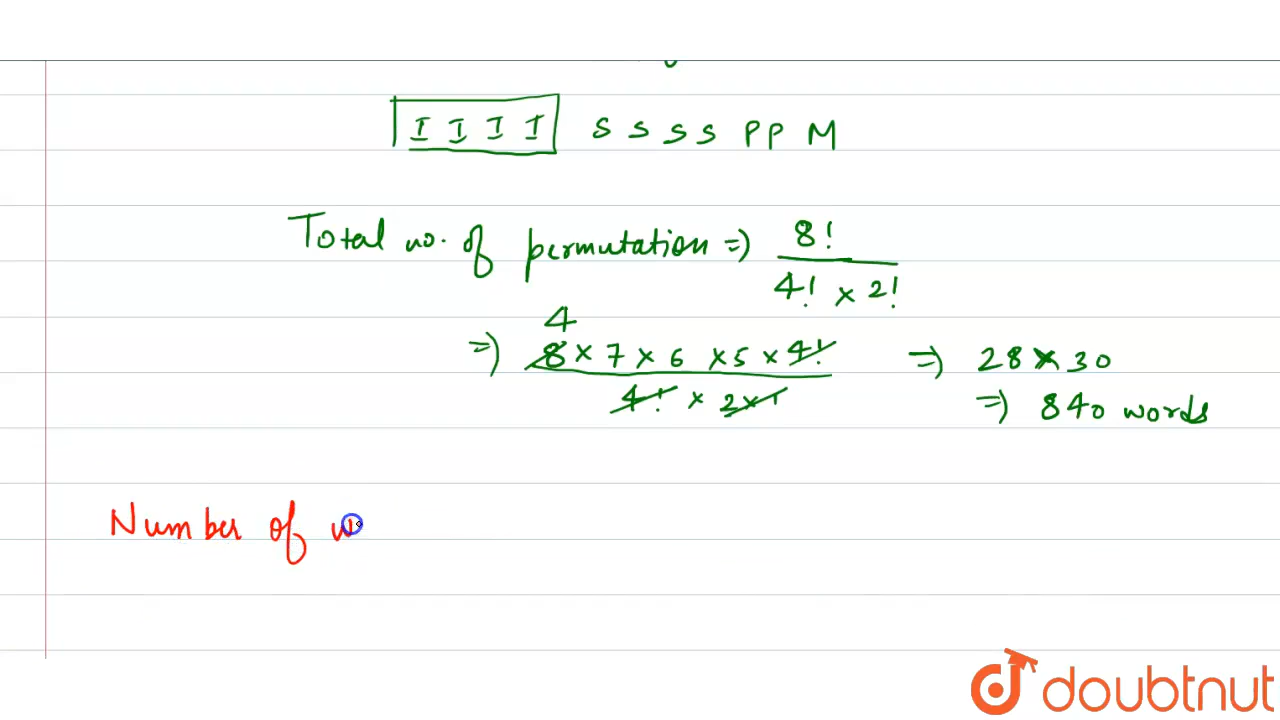 I I I I S S S S P P M
Total no. of permutation ⇒ 8! / 4! × 2!
4
⇒ 8 × 7 × 6 × 5 × 4! / 4! × 2 × 1 ⇒ 28 × 30
⇒ 840 words
Number of w
doubtnut